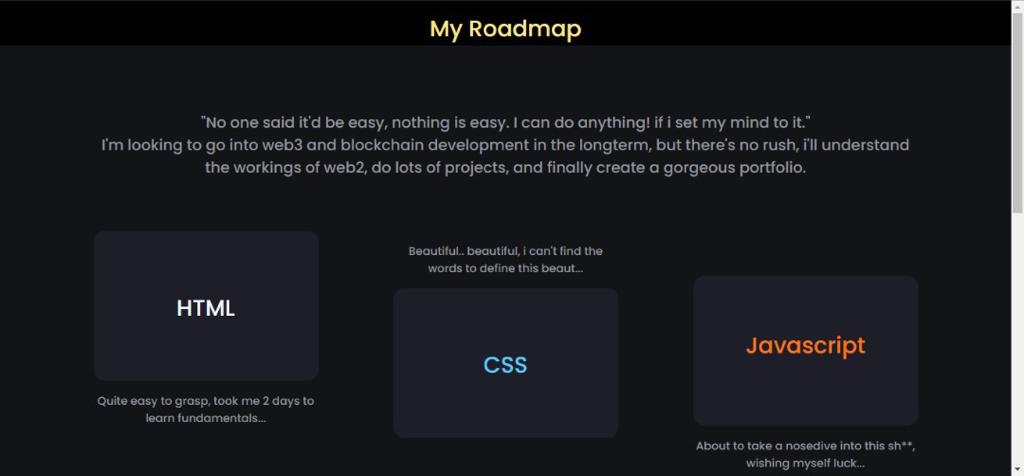 My Roadmap
"No one said it'd be easy, nothing is easy. I can do anything! if i set my mind to it."
I'm looking to go into web3 and blockchain development in the longterm, but there's no rush, i'll understand
the workings of web2, do lots of projects, and finally create a gorgeous portfolio.
HTML
Quite easy to grasp, took me 2 days to
learn fundamentals...
Beautiful.. beautiful, i can't find the
words to define this beaut...
CSS
Javascript
About to take a nosedive into this sh**,
wishing myself luck...